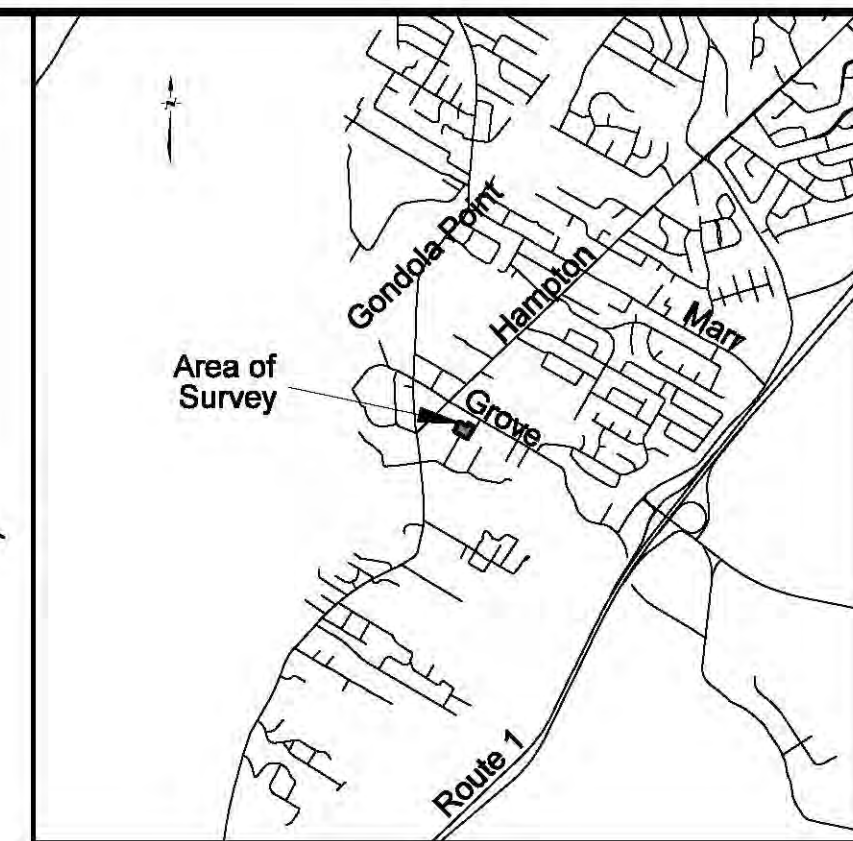 N
Gondola Point
Hampton
Marr
Area of
Survey
Grove
Route 1